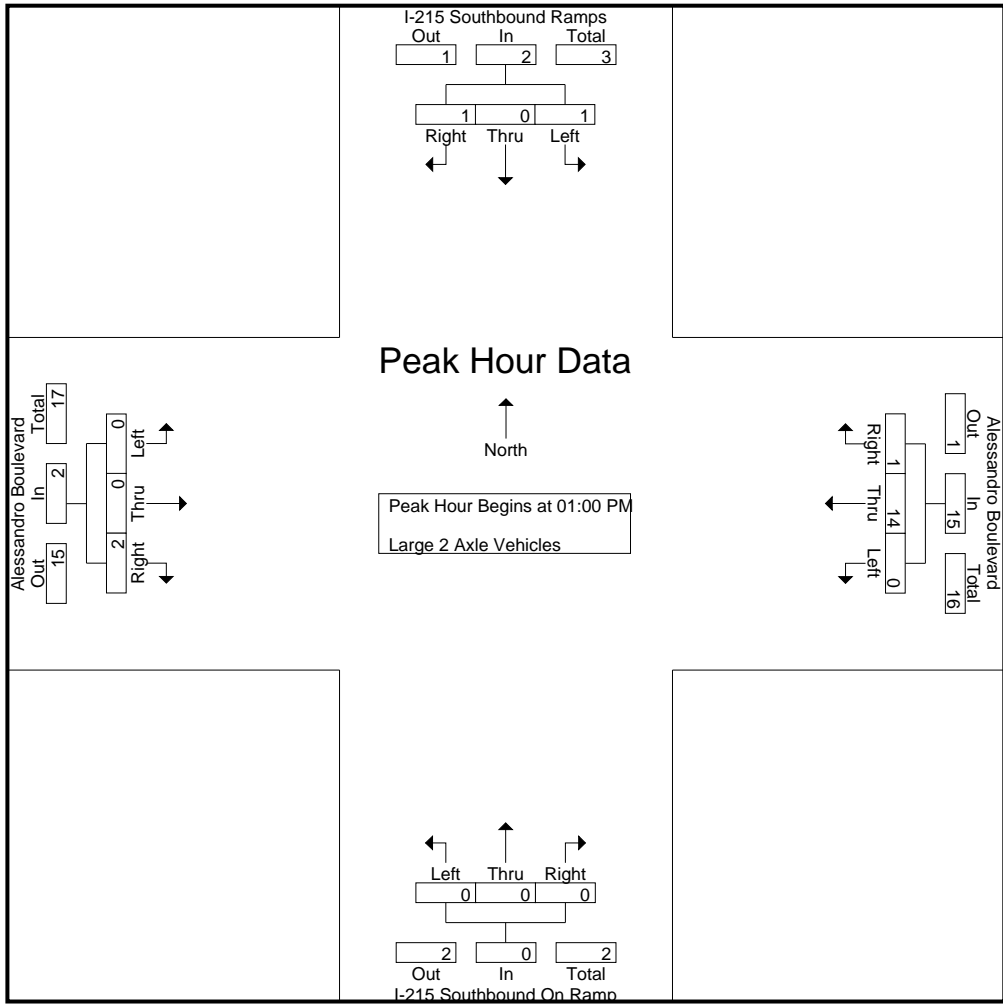 I-215 Southbound Ramps
Out In Total
1 2 3
1 0 1
Right Thru Left
Peak Hour Data
North
Peak Hour Begins at 01:00 PM
Large 2 Axle Vehicles
Alessandro Boulevard
Out In Total
15 2 17
0 0 2
Left Thru Right
Alessandro Boulevard
Out In Total
1 15 16
1 14 0
Right Thru Left
Left Thru Right
0 0 0
2 0 2
Out In Total
I-215 Southbound On Ramp